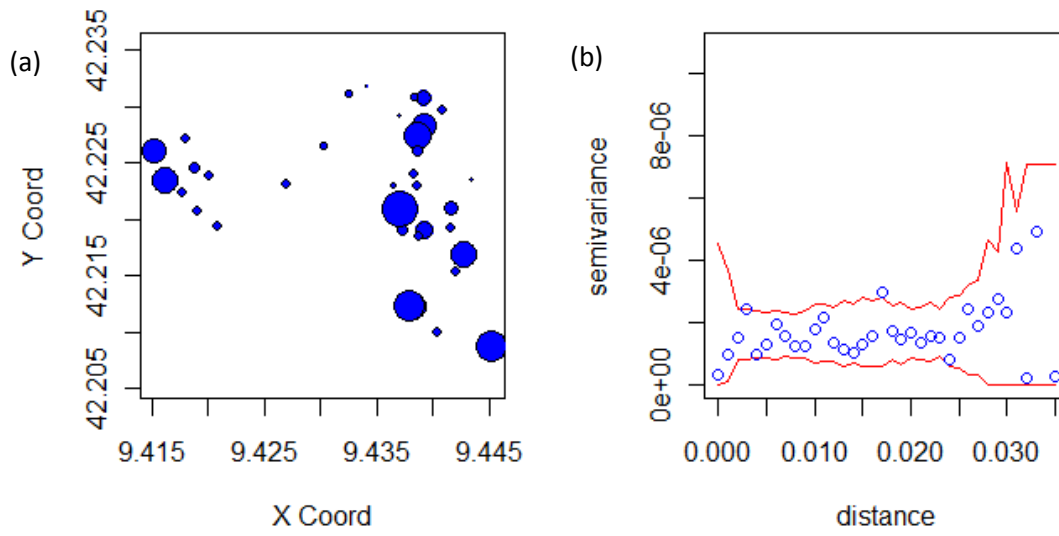 (a)
Y Coord
42.205 42.215 42.225 42.235
9.415 9.425 9.435 9.445
X Coord
(b)
semivariance
0e+00 4e-06 8e-06
0.000 0.010 0.020 0.030
distance